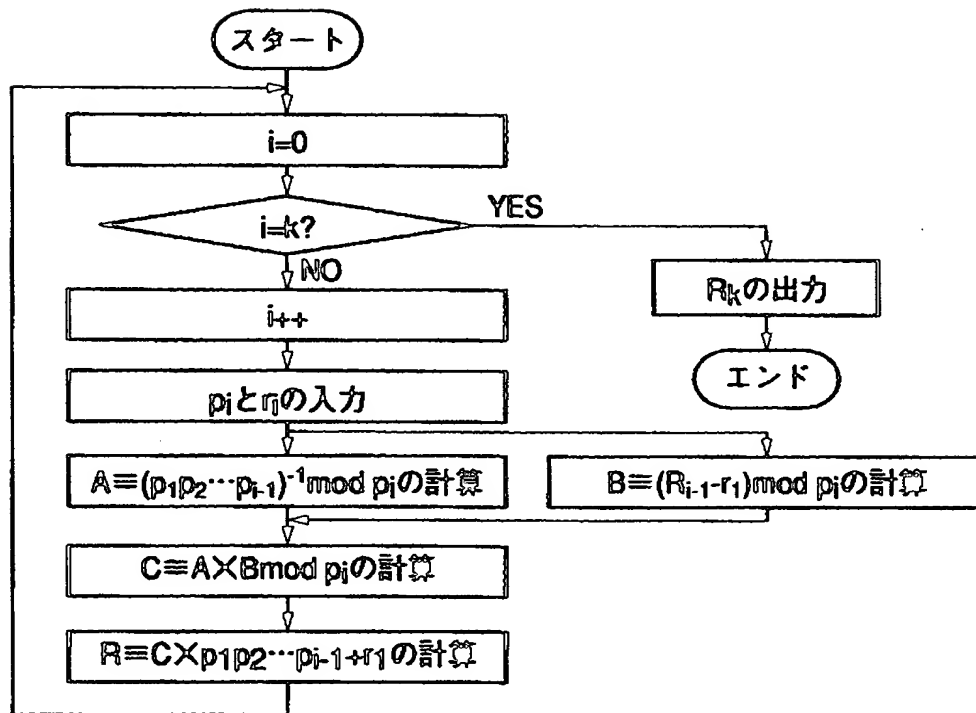 スタート
i=0
i=k?
YES
NO
i++
Rkの出力
piとriの入力
エンド
A≡(p1p2…pi-1)-1mod piの計算
B≡(Ri-1-r1)mod piの計算
C≡A×Bmod piの計算
R≡C×p1p2…pi-1+r1の計算